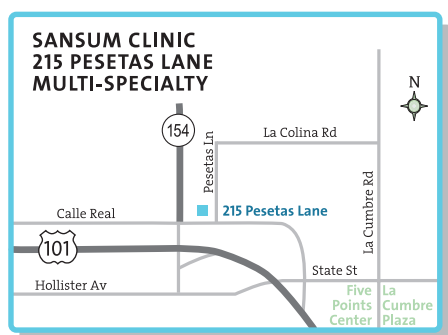 SANSUM CLINIC
215 PESETAS LANE
MULTI-SPECIALTY
N
154
La Colina Rd
Pesetas Ln
La Cumbre Rd
215 Pesetas Lane
Calle Real
101
State St
Hollister Av
Five
Points
Center
La
Cumbre
Plaza